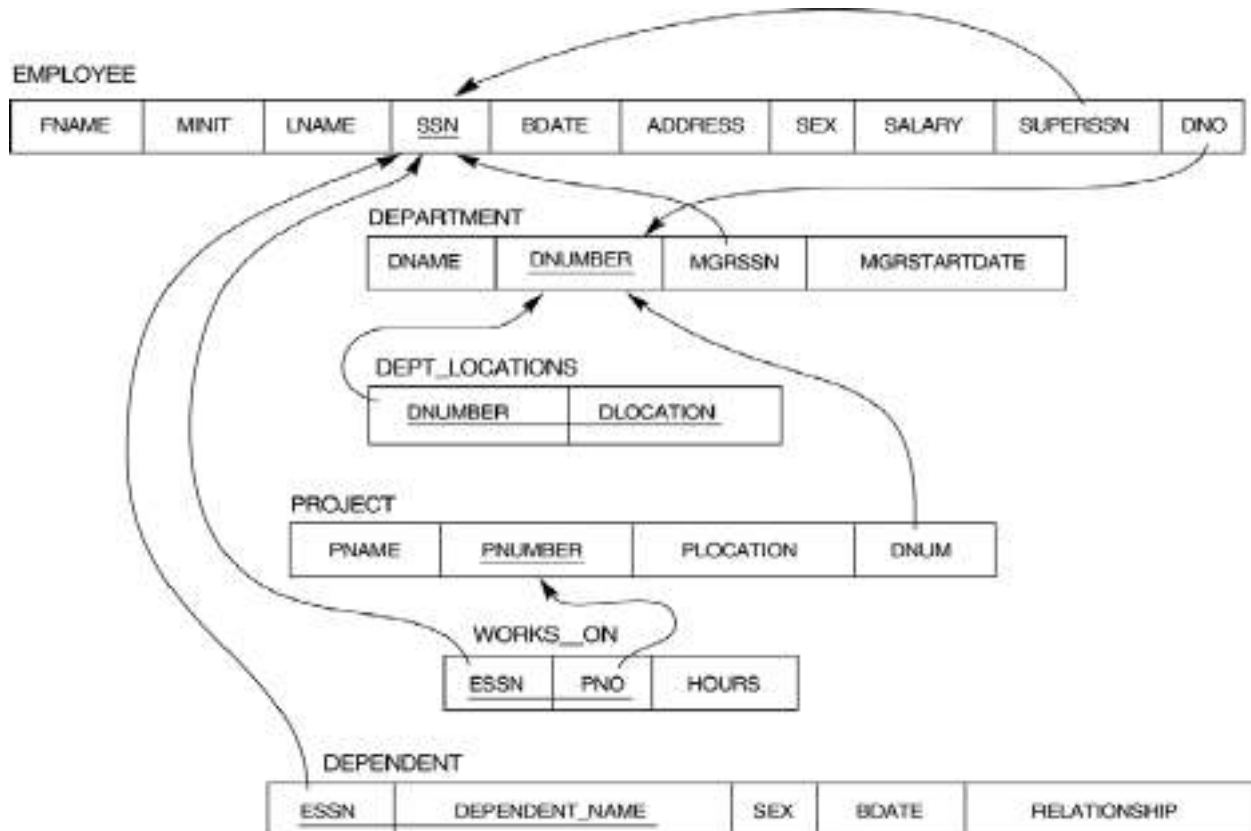 EMPLOYEE
FNAME MINIT LNAME SSN BDATE ADDRESS SEX SALARY SUPERSSN DNO
DEPARTMENT
DNAME DNUMBER MGRSSN MGRSTARTDATE
DEPT_LOCATIONS
DNUMBER DLOCATION
PROJECT
PNAME PNUMBER PLOCATION DNUM
WORKS_ON
ESSN PNO HOURS
DEPENDENT
ESSN DEPENDENT_NAME SEX BDATE RELATIONSHIP